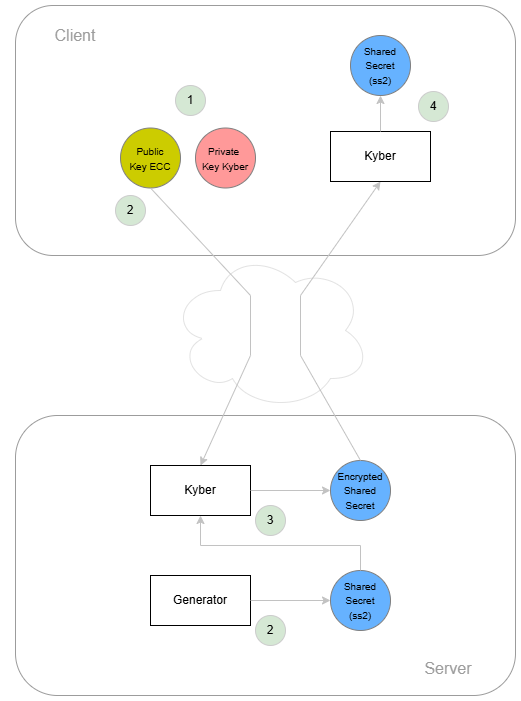 Client
Shared
Secret
(ss2)
4
1
Public
Key ECC
Private
Key Kyber
Kyber
2
Kyber
Encrypted
Shared
Secret
3
Generator
Shared
Secret
(ss2)
2
Server